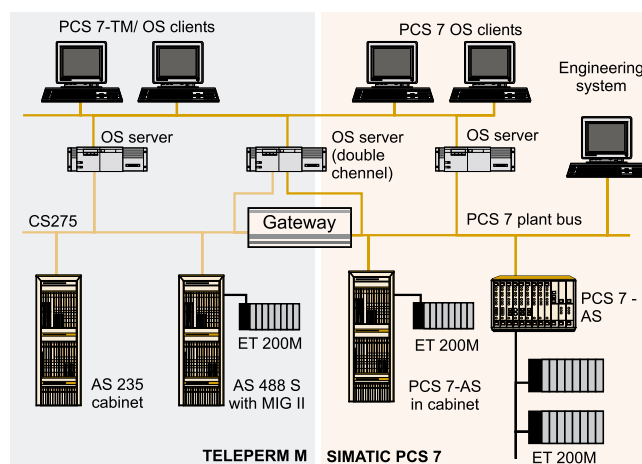 PCS 7-TM/ OS clients
PCS 7 OS clients
Engineering
system
OS server
OS server
(double
channel)
OS server
CS275
Gateway
PCS 7 plant bus
ET 200M
ET 200M
PCS 7 -
AS
AS 235
cabinet
AS 488 S
with MIG II
PCS 7-AS
in cabinet
ET 200M
TELEPERM M
SIMATIC PCS 7